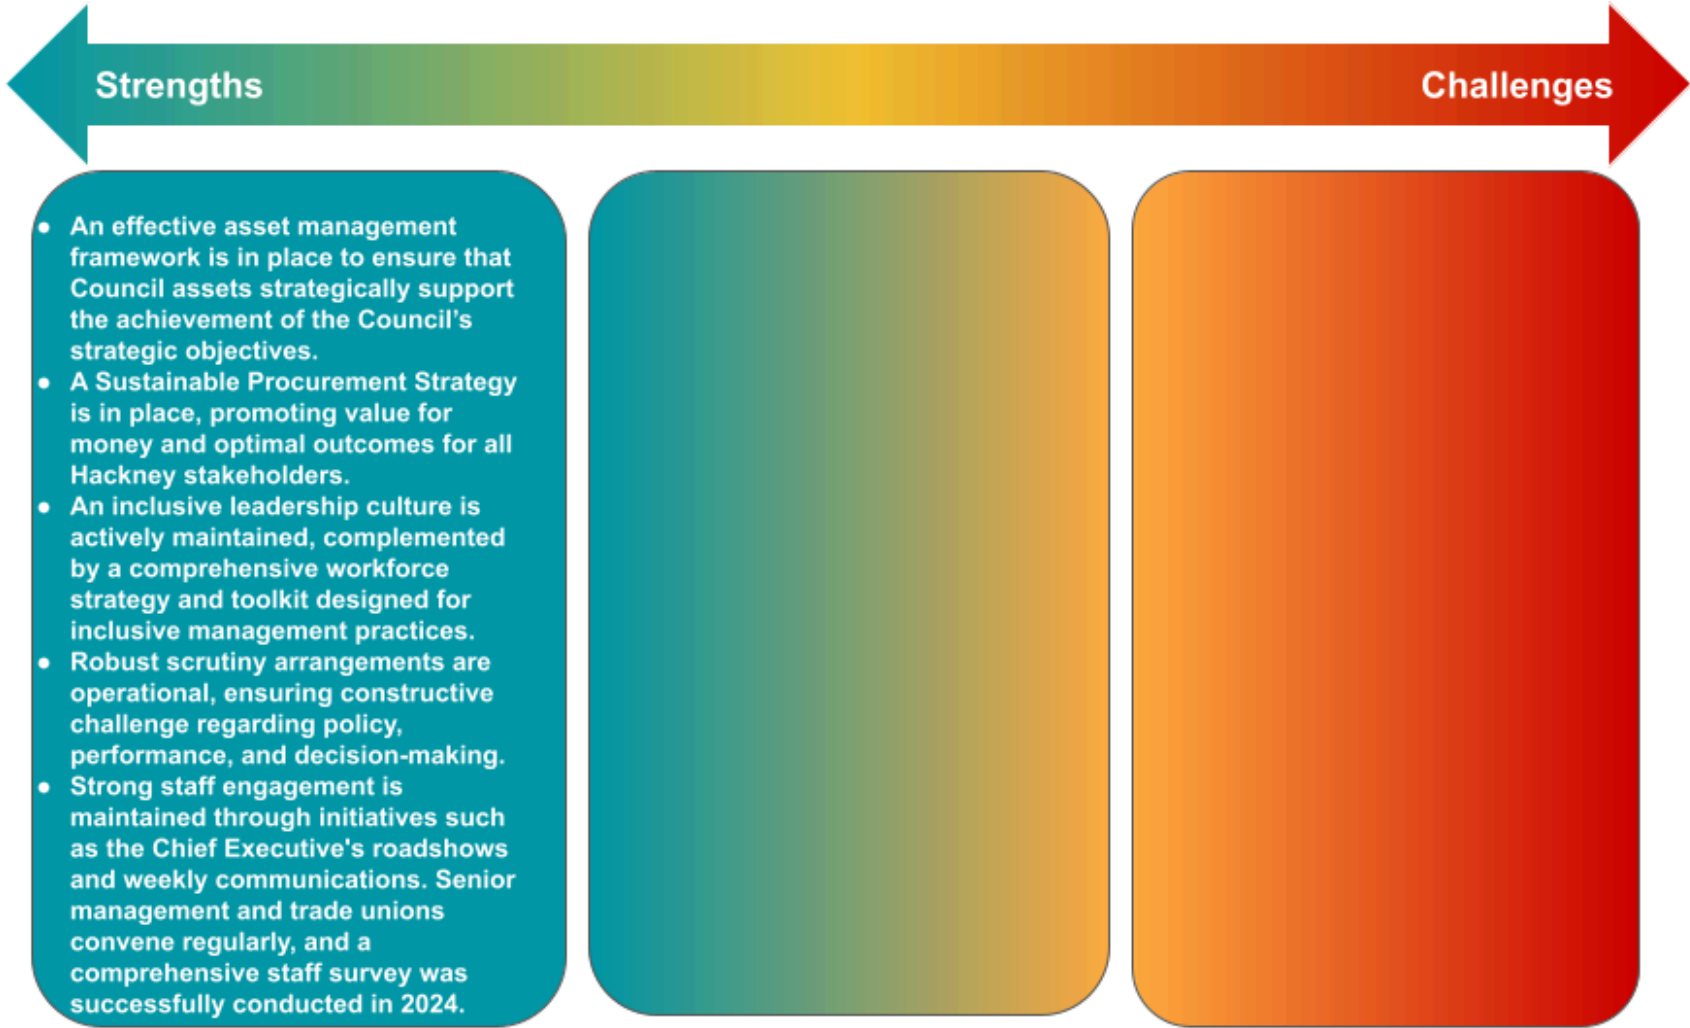 Strengths
Challenges
● An effective asset management
framework is in place to ensure that
Council assets strategically support
the achievement of the Council’s
strategic objectives.
● A Sustainable Procurement Strategy
is in place, promoting value for
money and optimal outcomes for all
Hackney stakeholders.
● An inclusive leadership culture is
actively maintained, complemented
by a comprehensive workforce
strategy and toolkit designed for
inclusive management practices.
● Robust scrutiny arrangements are
operational, ensuring constructive
challenge regarding policy,
performance, and decision-making.
● Strong staff engagement is
maintained through initiatives such
as the Chief Executive's roadshows
and weekly communications. Senior
management and trade unions
convene regularly, and a
comprehensive staff survey was
successfully conducted in 2024.